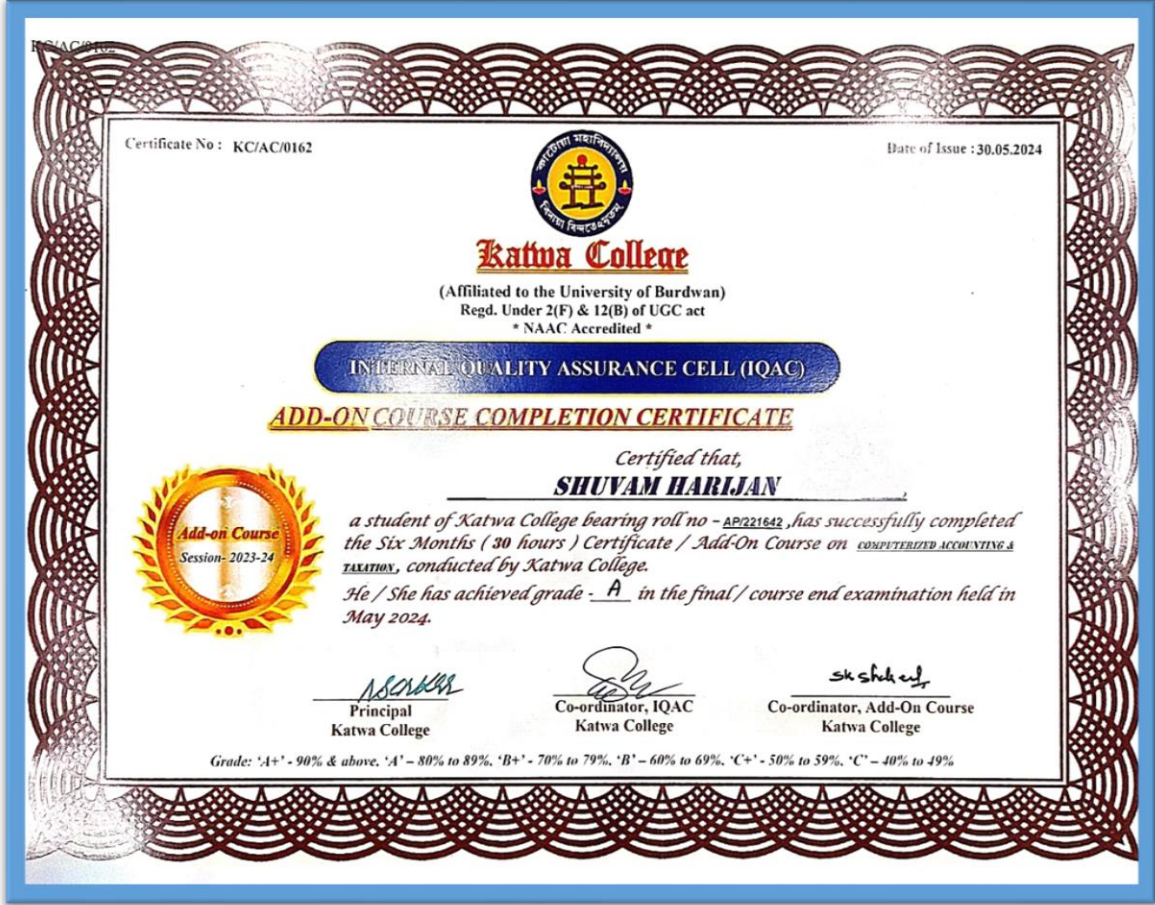 KC/AC/0162
Certificate No : KC/AC/0162
Date of Issue : 30.05.2024
কাটোয়া মহাবিদ্যালয়
Katwa College
(Affiliated to the University of Burdwan)
Regd. Under 2(F) & 12(B) of UGC act
* NAAC Accredited *
INTERNAL QUALITY ASSURANCE CELL (IQAC)
ADD-ON COURSE COMPLETION CERTIFICATE
Certified that,
SHUVAM HARIJAN
Add-on Course
Session- 2023-24
a student of Katwa College bearing roll no - AP/221642 ,has successfully completed
the Six Months ( 30 hours ) Certificate / Add-On Course on COMPUTERIZED ACCOUNTING &
TAXATION, conducted by Katwa College.
He / She has achieved grade - A in the final / course end examination held in
May 2024.
Principal
Katwa College
Co-ordinator, IQAC
Katwa College
Co-ordinator, Add-On Course
Katwa College
Grade: 'A+' - 90% & above, 'A' – 80% to 89%, 'B+' - 70% to 79%, 'B' – 60% to 69%, 'C+' - 50% to 59%, 'C' – 40% to 49%